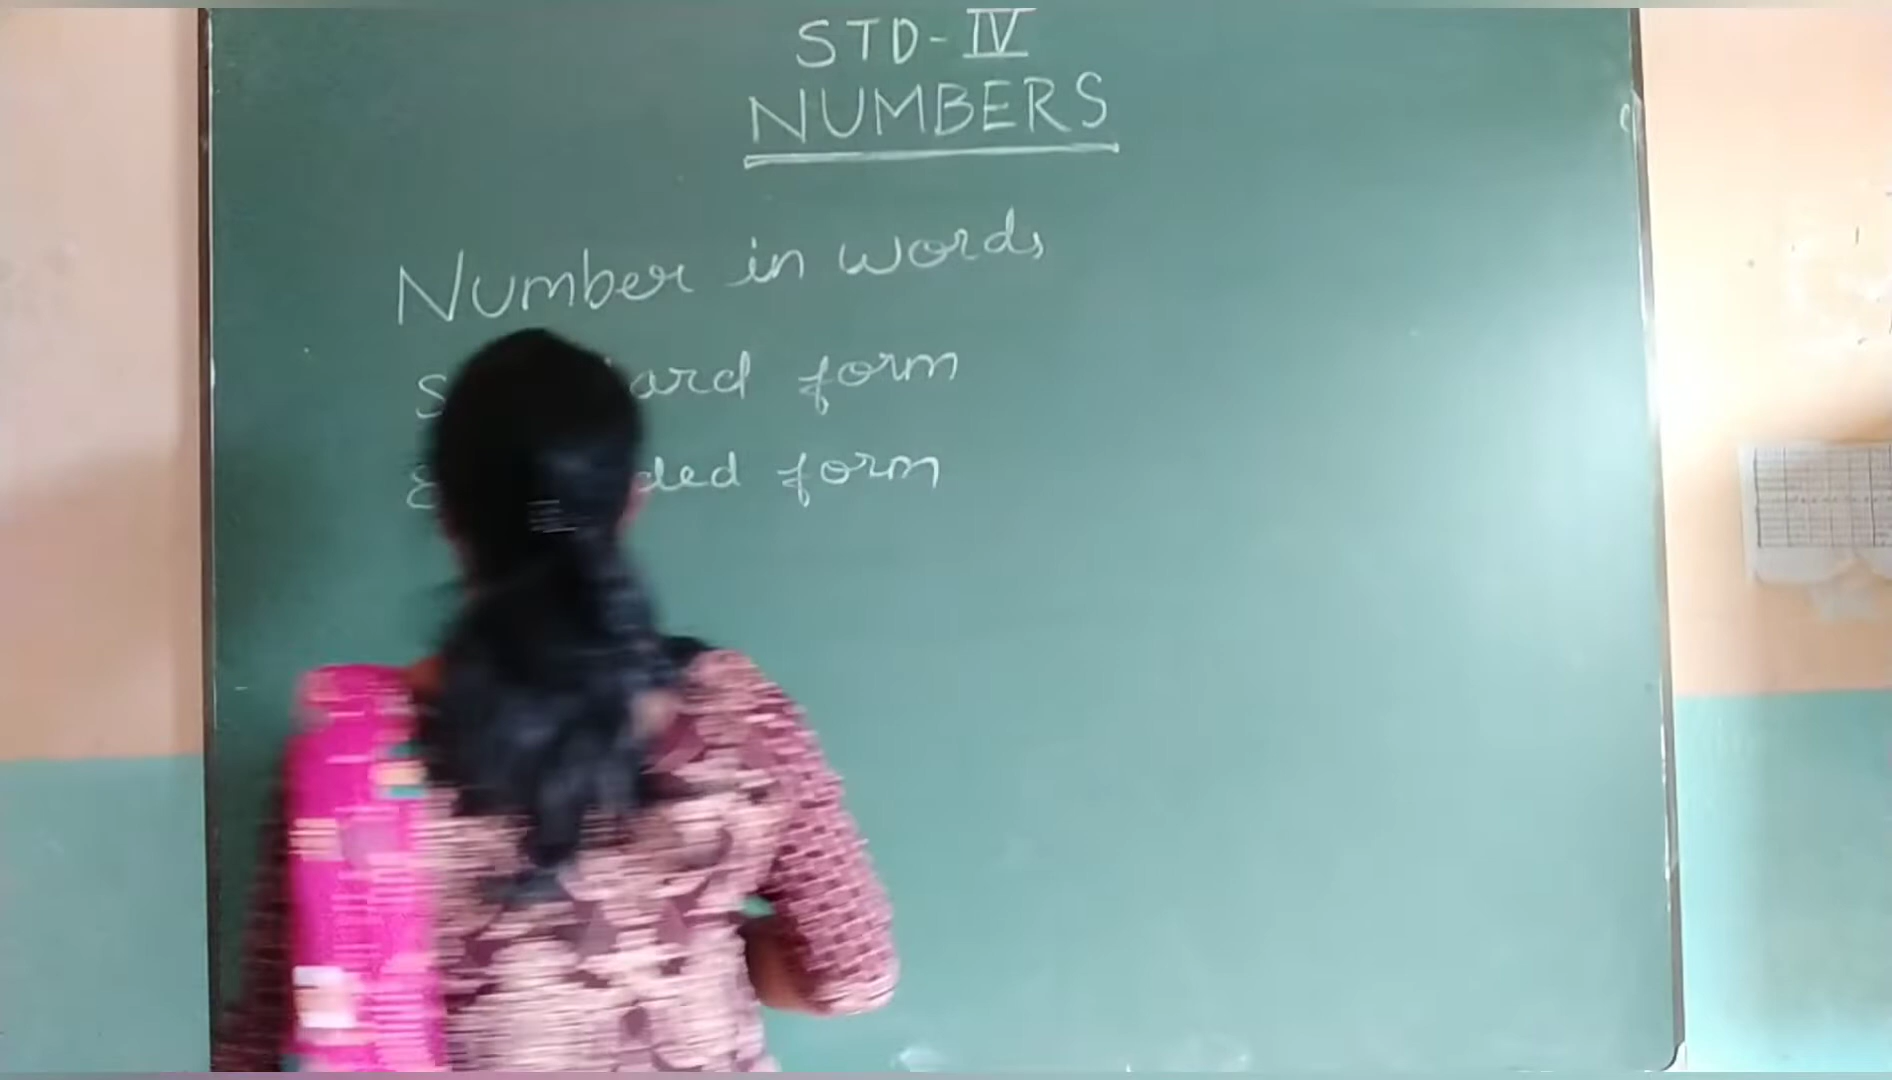 STD-IV
NUMBERS
Number in words
form
form